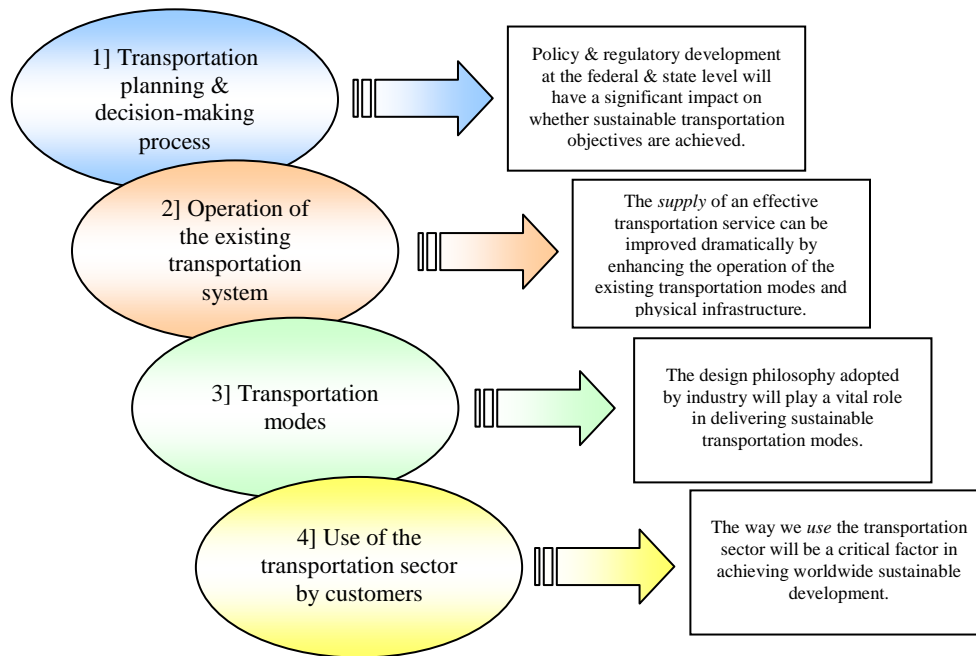 1] Transportation
planning &
decision-making
process
Policy & regulatory development
at the federal & state level will
have a significant impact on
whether sustainable transportation
objectives are achieved.
2] Operation of
the existing
transportation
system
The supply of an effective
transportation service can be
improved dramatically by
enhancing the operation of the
existing transportation modes and
physical infrastructure.
3] Transportation
modes
The design philosophy adopted
by industry will play a vital role
in delivering sustainable
transportation modes.
4] Use of the
transportation sector
by customers
The way we use the transportation
sector will be a critical factor in
achieving worldwide sustainable
development.